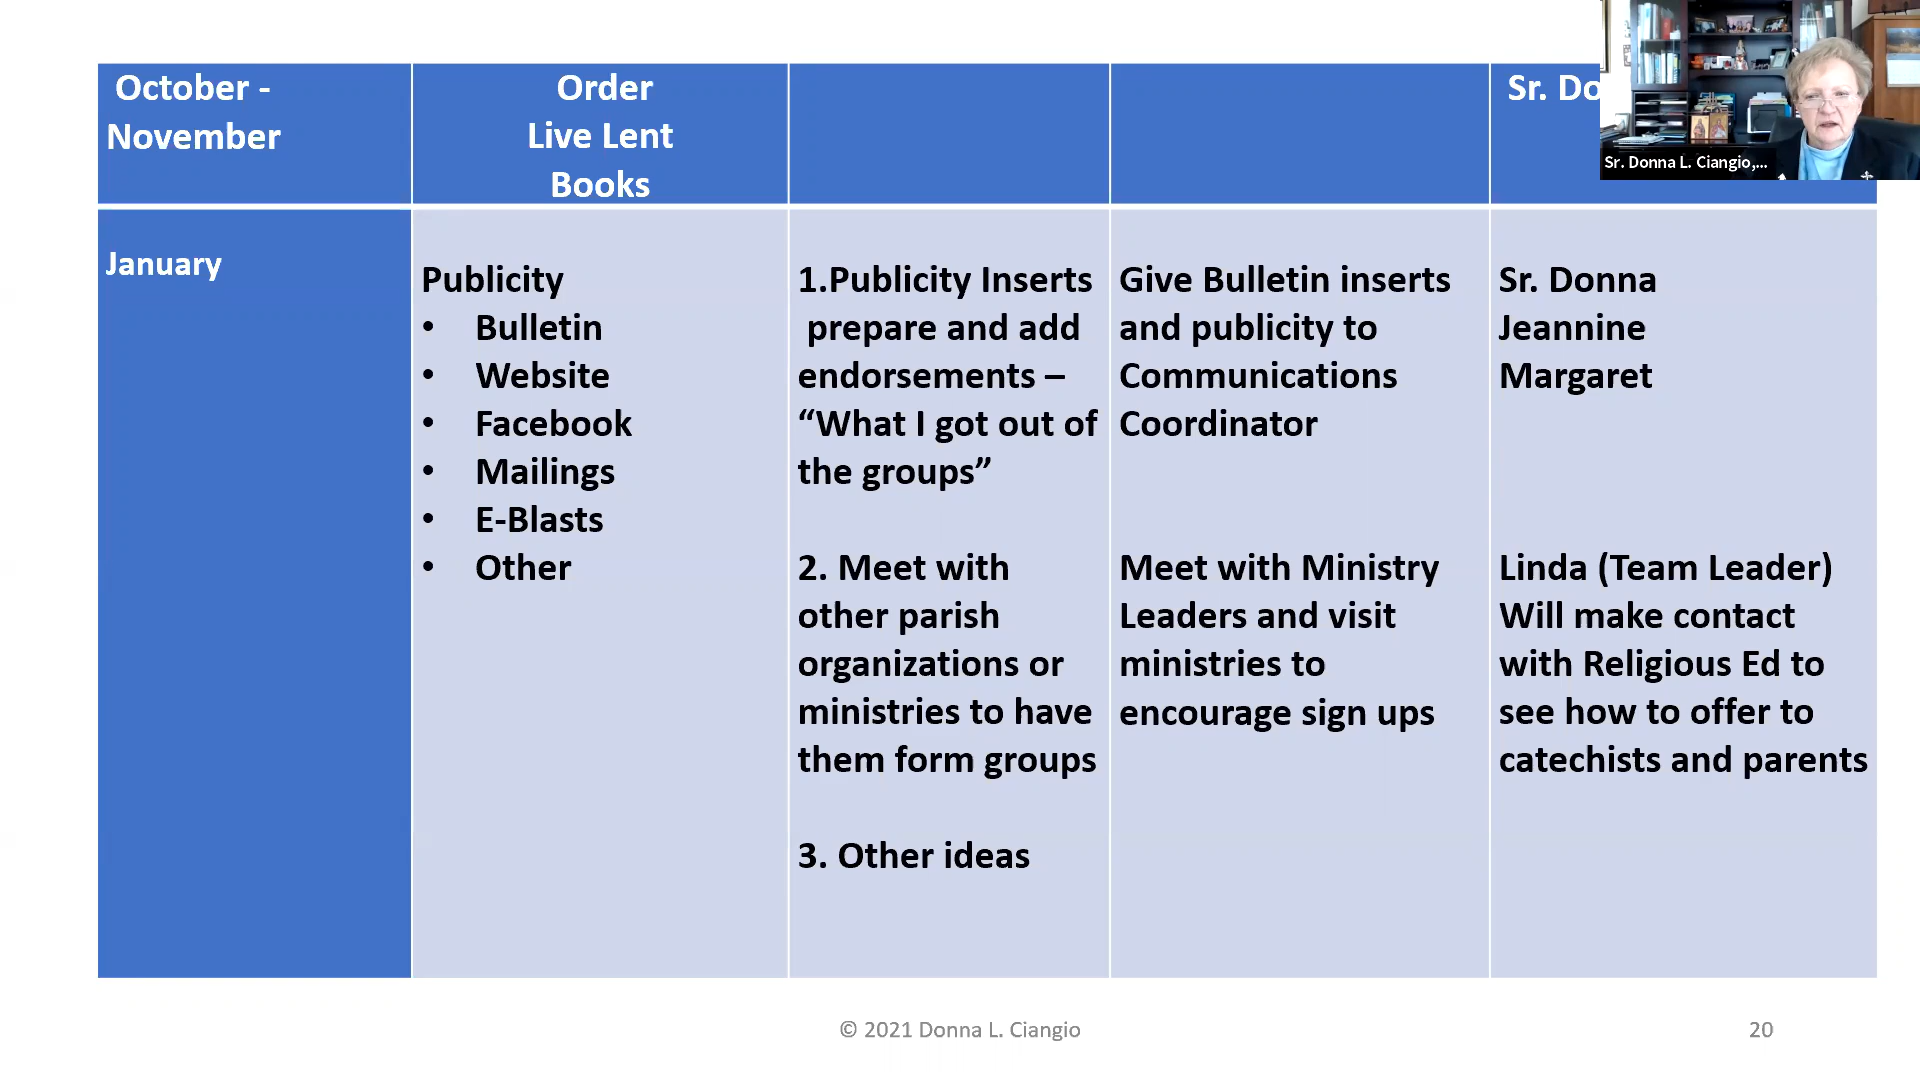 October -
November
Order
Live Lent
Books
Sr.
Sr. Donna L. Ciangio,...
January
Publicity
• Bulletin
• Website
• Facebook
• Mailings
• E-Blasts
• Other
1.Publicity Inserts
prepare and add
endorsements –
“What I got out of
the groups”
2. Meet with
other parish
organizations or
ministries to have
them form groups
3. Other ideas
Give Bulletin inserts
and publicity to
Communications
Coordinator
Meet with Ministry
Leaders and visit
ministries to
encourage sign ups
Sr. Donna
Jeannine
Margaret
Linda (Team Leader)
Will make contact
with Religious Ed to
see how to offer to
catechists and parents
© 2021 Donna L. Ciangio
20